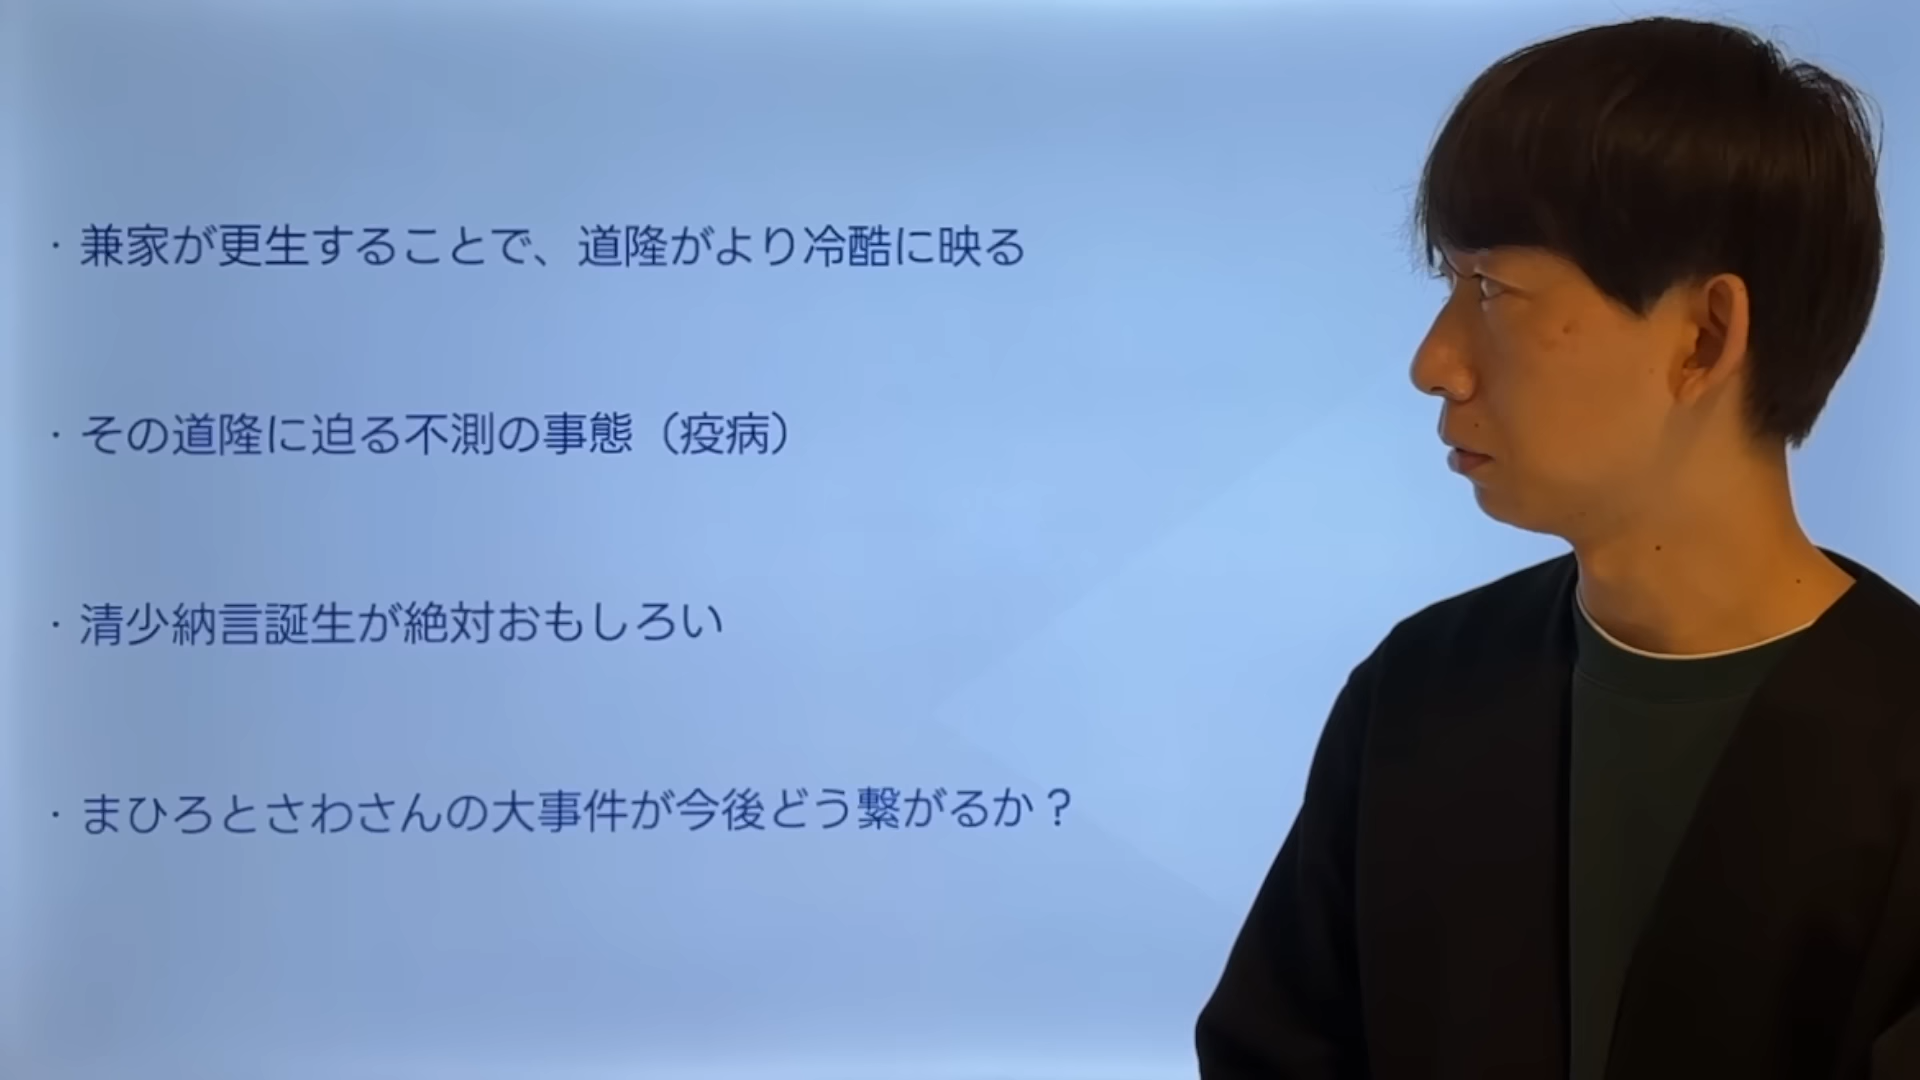 ・兼家が更生することで、道隆がより冷酷に映る
・その道隆に迫る不測の事態（疫病）
・清少納言誕生が絶対おもしろい
・まひろとさわさんの大事件が今後どう繋がるか？